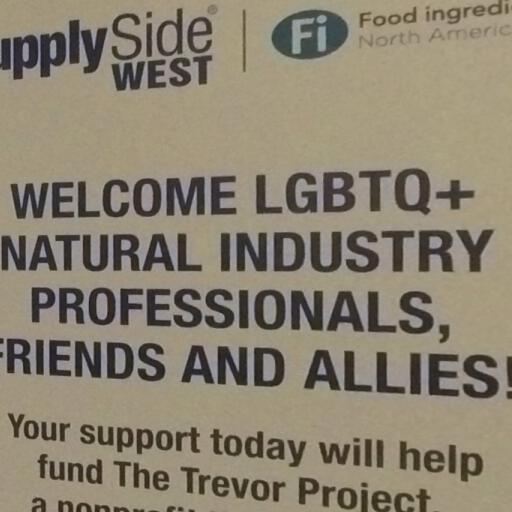 upplySide®
WEST
Fi
Food ingredi
North Americ
WELCOME LGBTQ+
NATURAL INDUSTRY
PROFESSIONALS,
FRIENDS AND ALLIES!
Your support today will help
fund The Trevor Project,
a